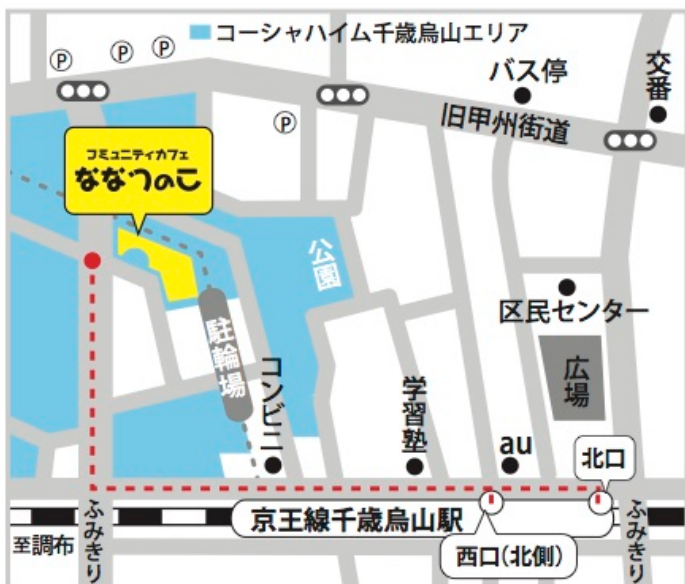 コーシャハイム千歳烏山エリア
Ⓟ
Ⓟ
Ⓟ
バス停
交番
旧甲州街道
Ⓟ
コミュニティカフェ
ななつのこ
公園
区民センター
駐輪場
広場
コンビニ
学習塾
au
北口
ふみきり
京王線千歳烏山駅
ふみきり
至調布
西口(北側)